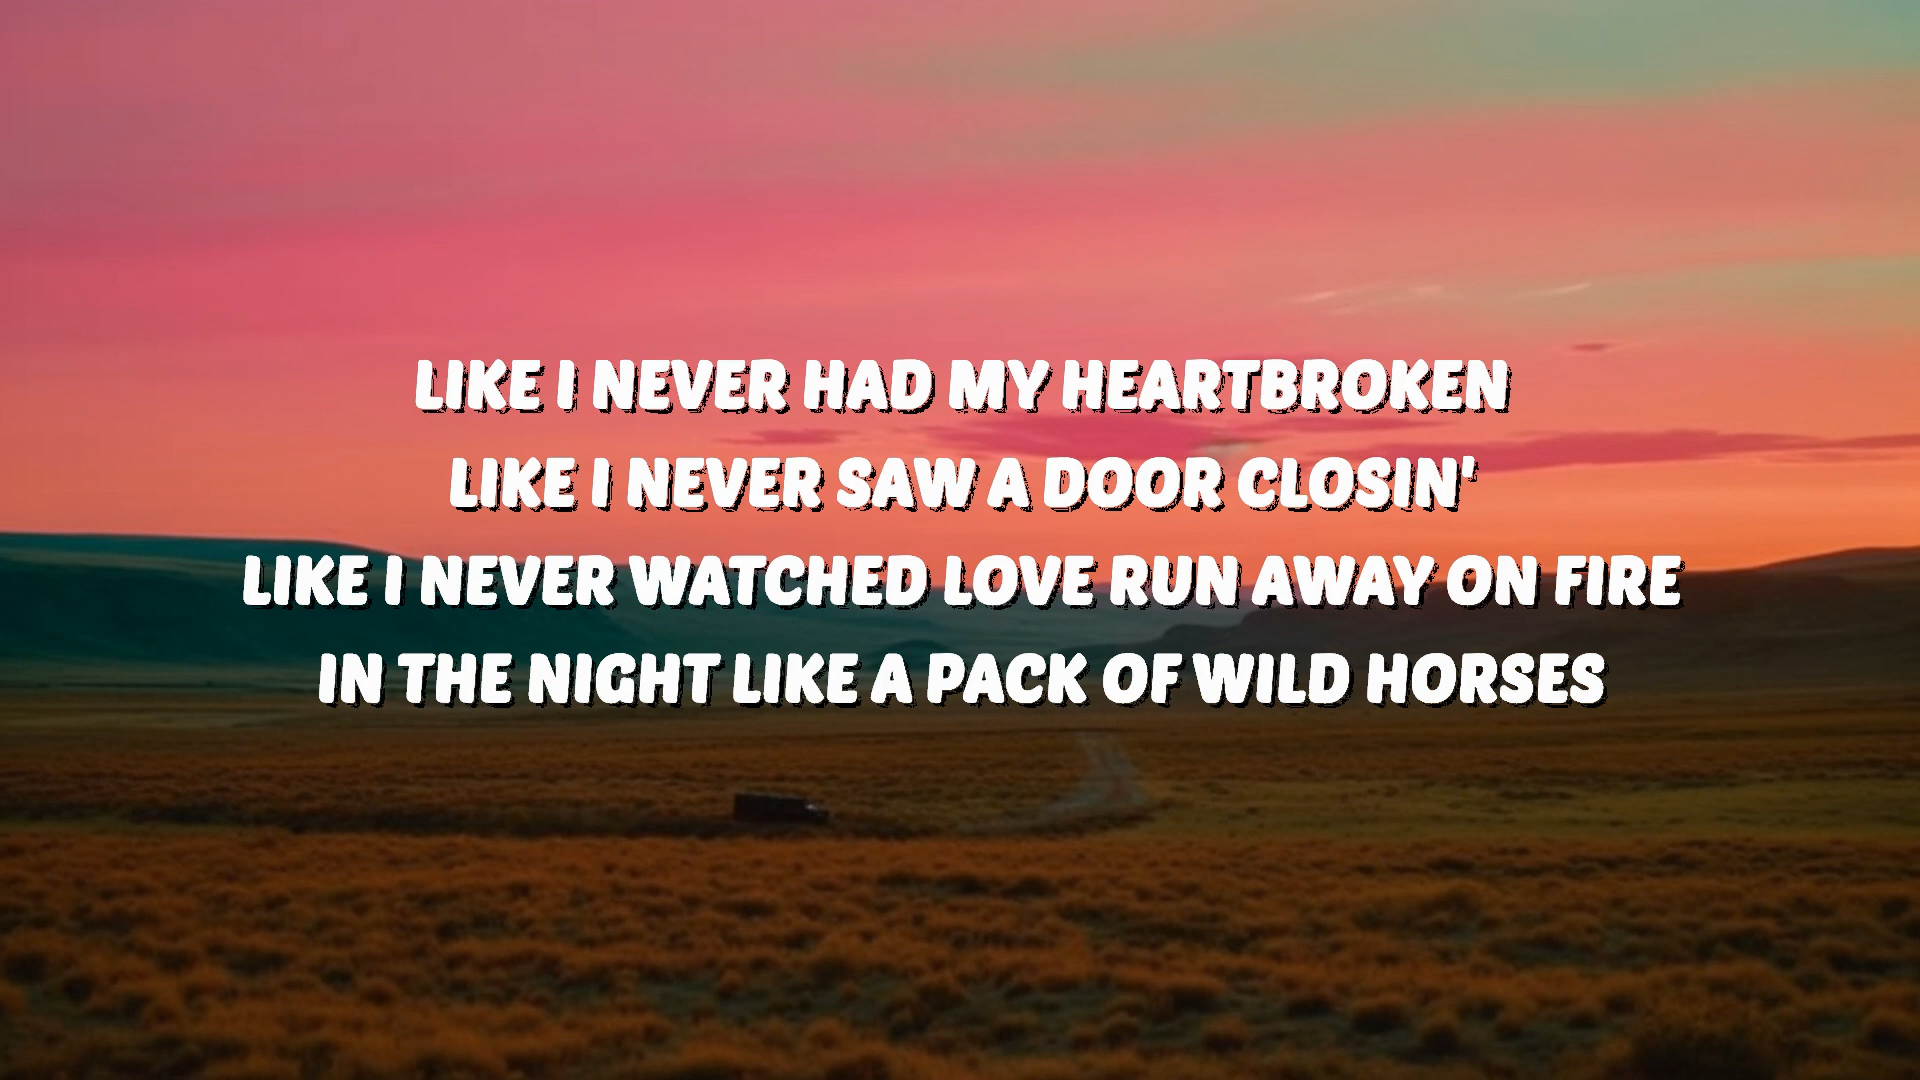 LIKE I NEVER HAD MY HEARTBROKEN
LIKE I NEVER SAW A DOOR CLOSIN'
LIKE I NEVER WATCHED LOVE RUN AWAY ON FIRE
IN THE NIGHT LIKE A PACK OF WILD HORSES